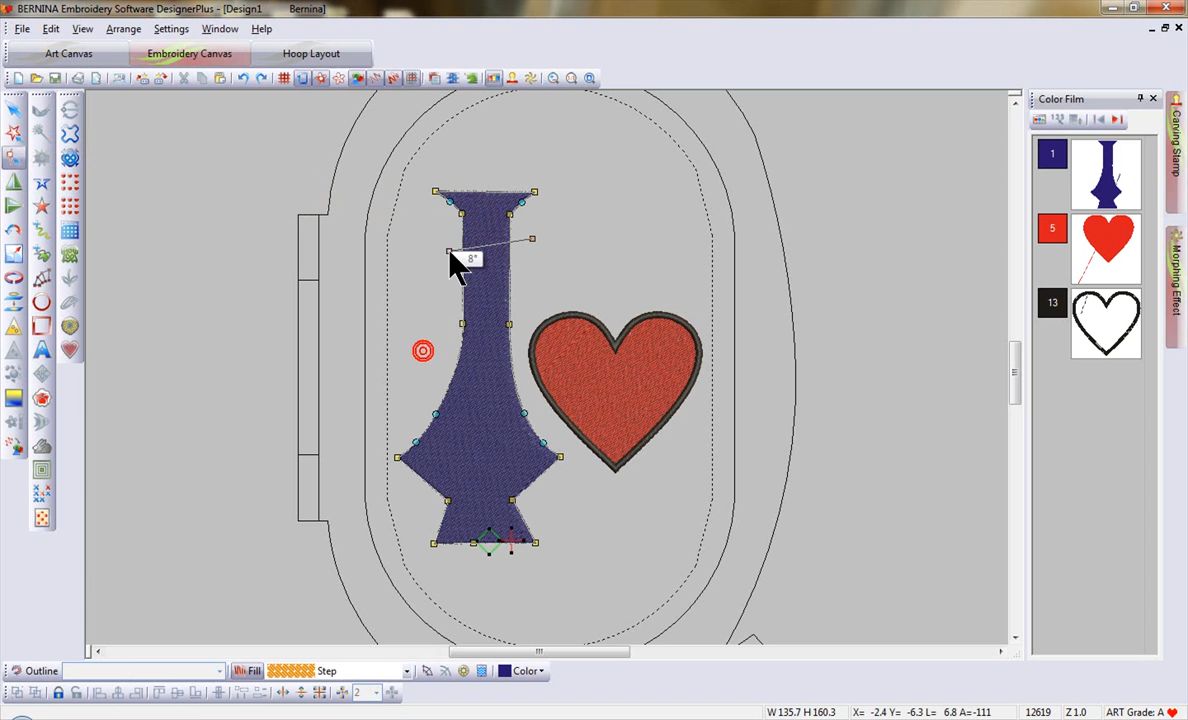 BERNINA Embroidery Software DesignerPlus - [Design1 Bernina]
File Edit View Arrange Settings Window Help
Art Canvas Embroidery Canvas Hoop Layout
Color Film
1
5
13
Carving Stamp
Morphing Effect
8°
Outline Fill Step Color
2
W 135.7 H 160.3 X= -2.4 Y= -6.3 L= 6.8 A=-111 12619 Z 1.0 ART Grade: A